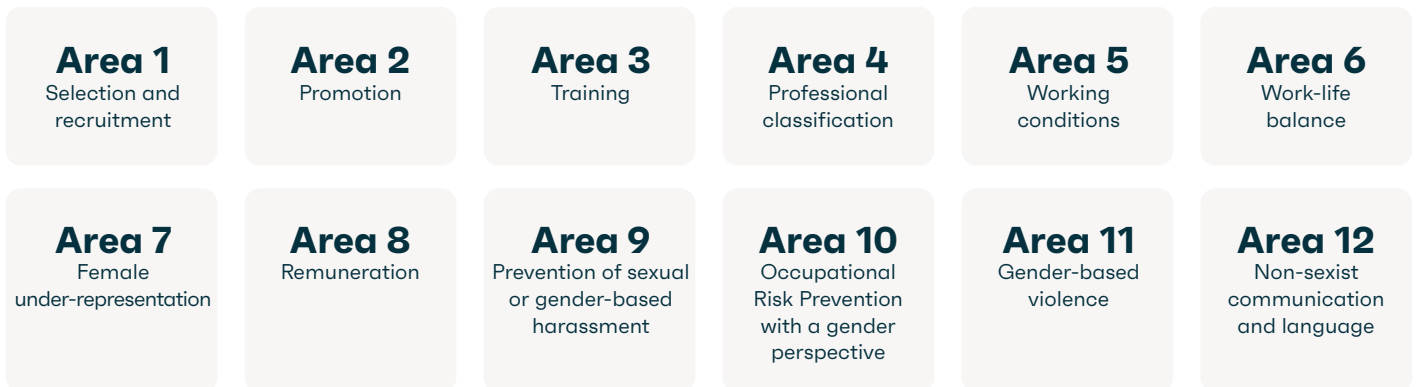 Area 1
Selection and
recruitment
Area 2
Promotion
Area 3
Training
Area 4
Professional
classification
Area 5
Working
conditions
Area 6
Work-life
balance
Area 7
Female
under-representation
Area 8
Remuneration
Area 9
Prevention of sexual
or gender-based
harassment
Area 10
Occupational
Risk Prevention
with a gender
perspective
Area 11
Gender-based
violence
Area 12
Non-sexist
communication
and language